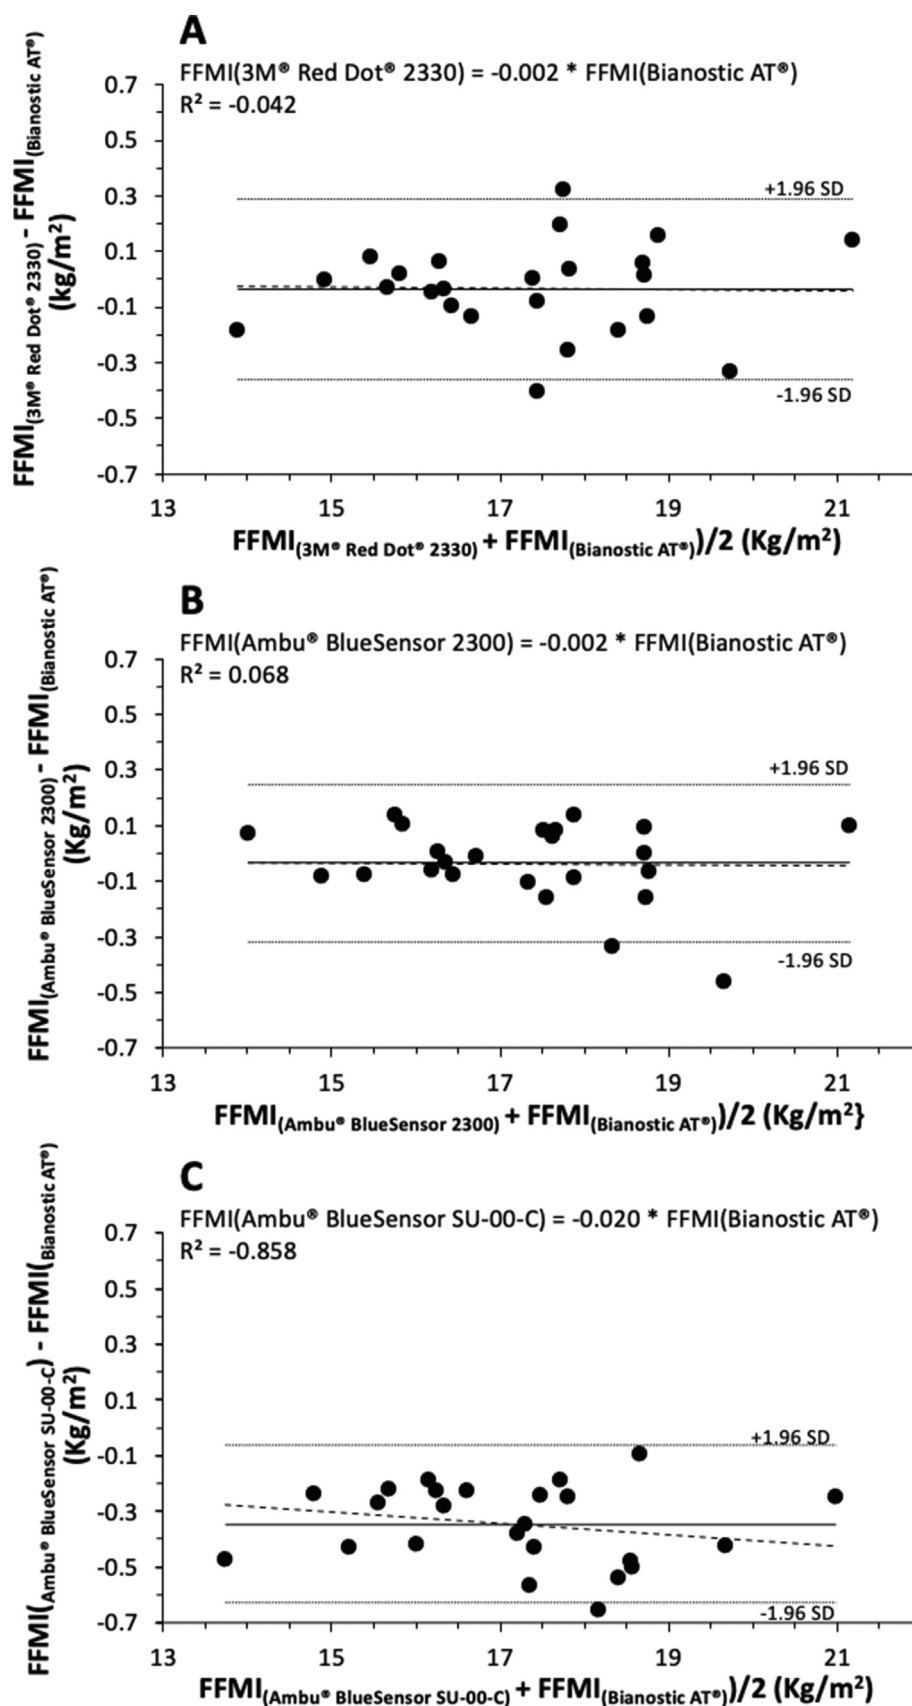 A
FFMI(3M® Red Dot® 2330) = -0.002 * FFMI(Bianostic AT®)
R² = -0.042
FFMI(3M® Red Dot® 2330) - FFMI(Bianostic AT®)
(kg/m²)
0.7
0.5
0.3
0.1
-0.1
-0.3
-0.5
-0.7
+1.96 SD
-1.96 SD
13 15 17 19 21
FFMI(3M® Red Dot® 2330) + FFMI(Bianostic AT®))/2 (Kg/m²)
B
FFMI(Ambu® BlueSensor 2300) = -0.002 * FFMI(Bianostic AT®)
R² = 0.068
FFMI(Ambu® BlueSensor 2300) - FFMI(Bianostic AT®)
(Kg/m²)
0.7
0.5
0.3
0.1
-0.1
-0.3
-0.5
-0.7
+1.96 SD
-1.96 SD
13 15 17 19 21
FFMI(Ambu® BlueSensor 2300) + FFMI(Bianostic AT®))/2 (Kg/m²}
C
FFMI(Ambu® BlueSensor SU-00-C) = -0.020 * FFMI(Bianostic AT®)
R² = -0.858
FFMI(Ambu® BlueSensor SU-00-C) - FFMI(Bianostic AT®)
(Kg/m²)
0.7
0.5
0.3
0.1
-0.1
-0.3
-0.5
-0.7
+1.96 SD
-1.96 SD
13 15 17 19 21
FFMI(Ambu® BlueSensor SU-00-C) + FFMI(Bianostic AT®))/2 (Kg/m²)